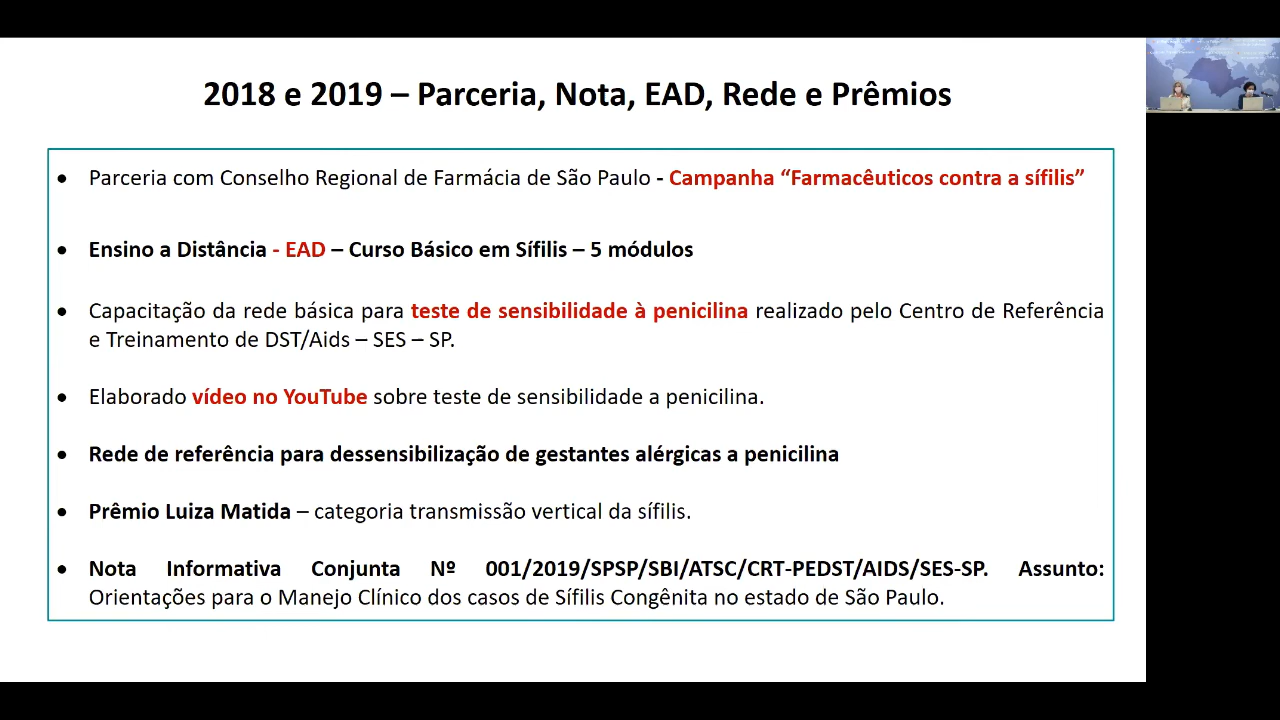 2018 e 2019 – Parceria, Nota, EAD, Rede e Prêmios
• Parceria com Conselho Regional de Farmácia de São Paulo - Campanha “Farmacêuticos contra a sífilis”
• Ensino a Distância - EAD – Curso Básico em Sífilis – 5 módulos
• Capacitação da rede básica para teste de sensibilidade à penicilina realizado pelo Centro de Referência
e Treinamento de DST/Aids – SES – SP.
• Elaborado vídeo no YouTube sobre teste de sensibilidade a penicilina.
• Rede de referência para dessensibilização de gestantes alérgicas a penicilina
• Prêmio Luiza Matida – categoria transmissão vertical da sífilis.
• Nota Informativa Conjunta Nº 001/2019/SPSP/SBI/ATSC/CRT-PEDST/AIDS/SES-SP. Assunto:
Orientações para o Manejo Clínico dos casos de Sífilis Congênita no estado de São Paulo.